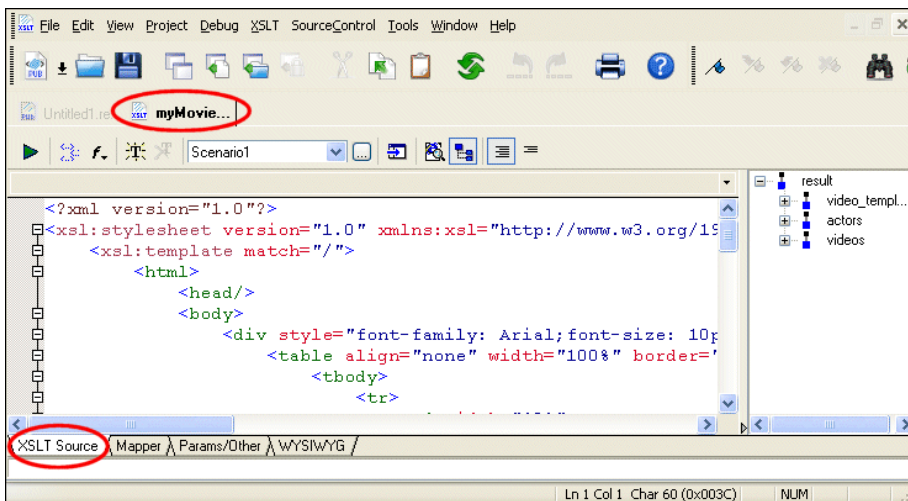 File Edit View Project Debug XSLT SourceControl Tools Window Help
Untitled1.re myMovie...
Scenario1
result
video_templ...
actors
videos
<?xml version="1.0"?>
<xsl:stylesheet version="1.0" xmlns:xsl="http://www.w3.org/19
<xsl:template match="/">
<html>
<head/>
<body>
<div style="font-family: Arial;font-size: 10p
<table align="none" width="100%" border="
<tbody>
<tr>
XSLT Source Mapper Params/Other WYSIWYG
Ln 1 Col 1 Char 60 (0x003C) NUM